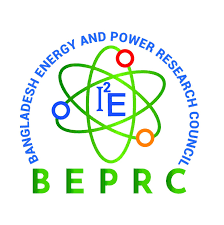 BANGLADESH ENERGY AND POWER RESEARCH COUNCIL
I²E
BEPRC